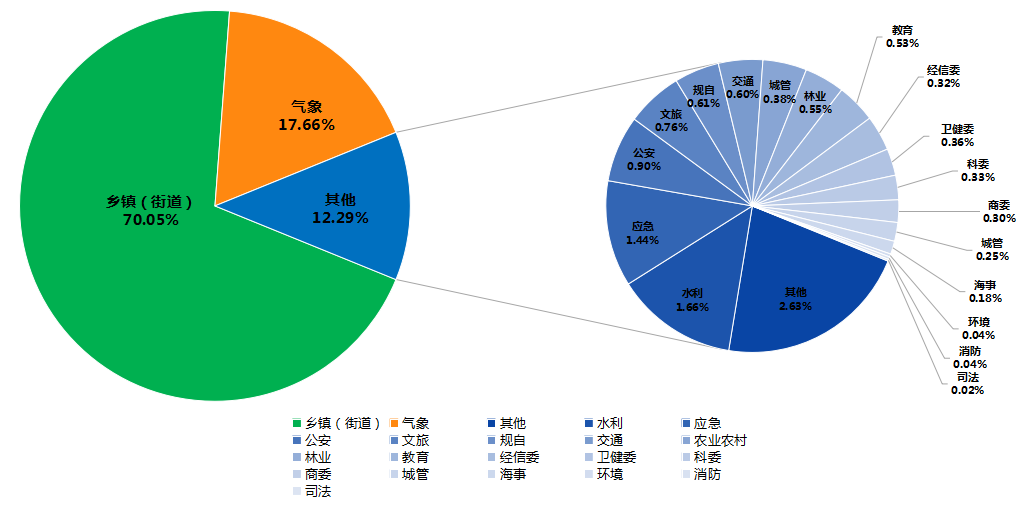 气象
17.66%
乡镇（街道）
70.05%
其他
12.29%
教育
0.53%
经信委
0.32%
卫健委
0.36%
科委
0.33%
商委
0.30%
城管
0.25%
海事
0.18%
环境
0.04%
消防
0.04%
司法
0.02%
交通
0.60%
城管
0.38%
林业
0.55%
规自
0.61%
文旅
0.76%
公安
0.90%
应急
1.44%
水利
1.66%
其他
2.63%
乡镇（街道） 气象 其他 水利 应急
公安 文旅 规自 交通 农业农村
林业 教育 经信委 卫健委 科委
商委 城管 海事 环境 消防
司法